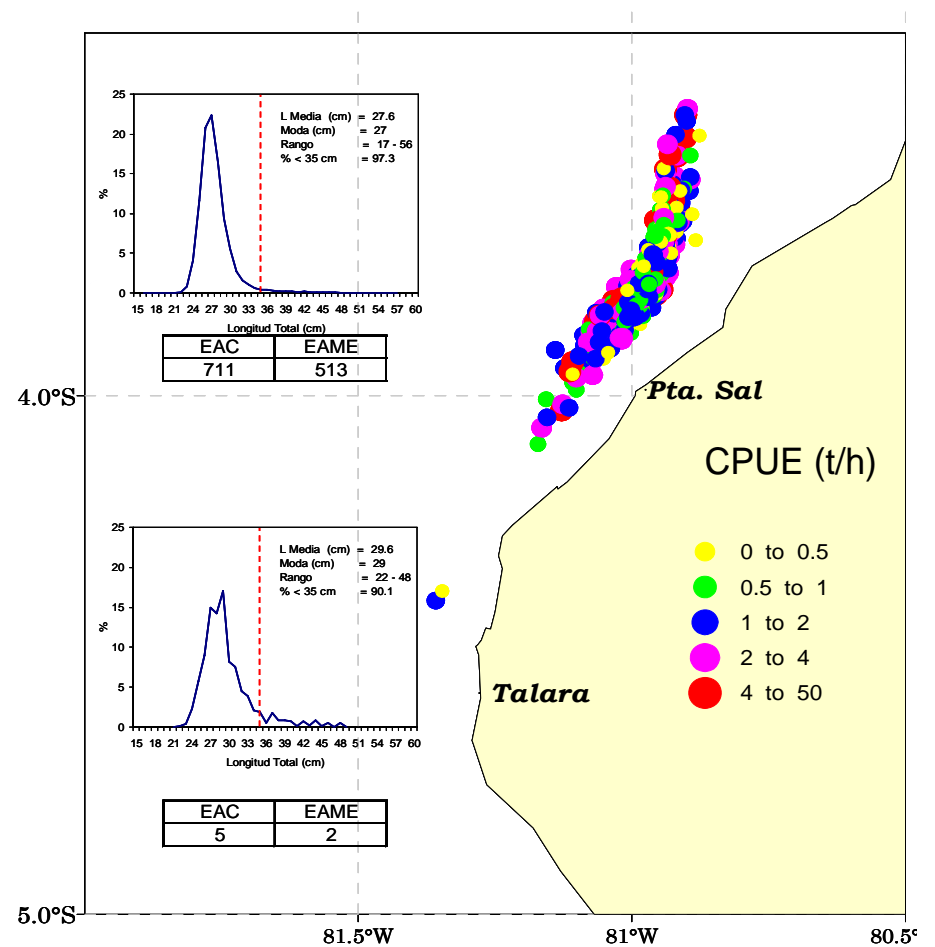 25
20
15
10
5
0
%
L Media (cm) = 27.6
Moda (cm) = 27
Rango = 17 - 56
% < 35 cm = 97.3
15 18 21 24 27 30 33 36 39 42 45 48 51 54 57 60
Longitud Total (cm)
EAC EAME
711 513
4.0°S
Pta. Sal
CPUE (t/h)
0 to 0.5
0.5 to 1
1 to 2
2 to 4
4 to 50
25
20
15
10
5
0
%
L Media (cm) = 29.6
Moda (cm) = 29
Rango = 22 - 48
% < 35 cm = 90.1
15 18 21 24 27 30 33 36 39 42 45 48 51 54 57 60
Longitud Total (cm)
Talara
EAC EAME
5 2
5.0°S
81.5°W 81°W 80.5°